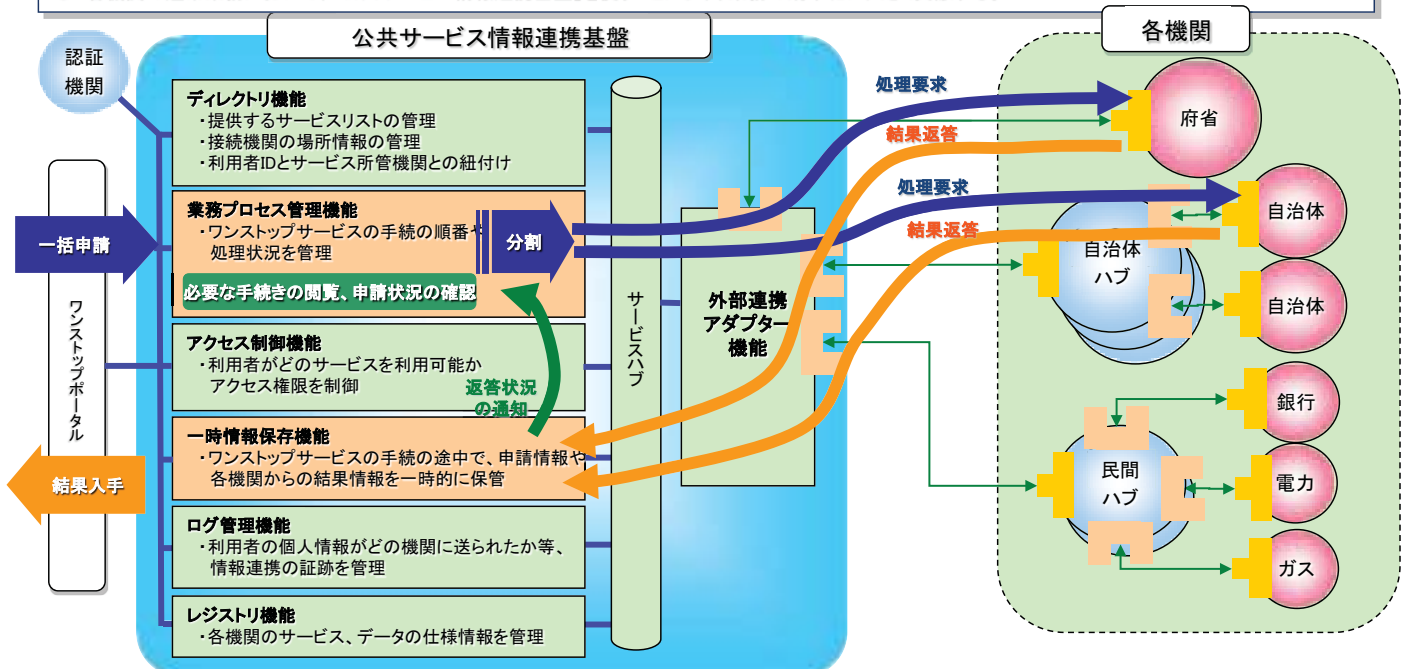 公共サービス情報連携基盤
各機関
認証
機関
ディレクトリ機能
・提供するサービスリストの管理
・接続機関の場所情報の管理
・利用者IDとサービス所管機関との紐付け
業務プロセス管理機能
・ワンストップサービスの手続の順番や
処理状況を管理
必要な手続きの閲覧、申請状況の確認
分割
一括申請
ワンストップポータル
結果入手
アクセス制御機能
・利用者がどのサービスを利用可能か
アクセス権限を制御
返答状況
の通知
一時情報保存機能
・ワンストップサービスの手続の途中で、申請情報や
各機関からの結果情報を一時的に保管
ログ管理機能
・利用者の個人情報がどの機関に送られたか等、
情報連携の証跡を管理
レジストリ機能
・各機関のサービス、データの仕様情報を管理
サービスハブ
外部連携
アダプター
機能
処理要求
結果返答
処理要求
結果返答
府省
自治体
ハブ
自治体
自治体
民間
ハブ
銀行
電力
ガス